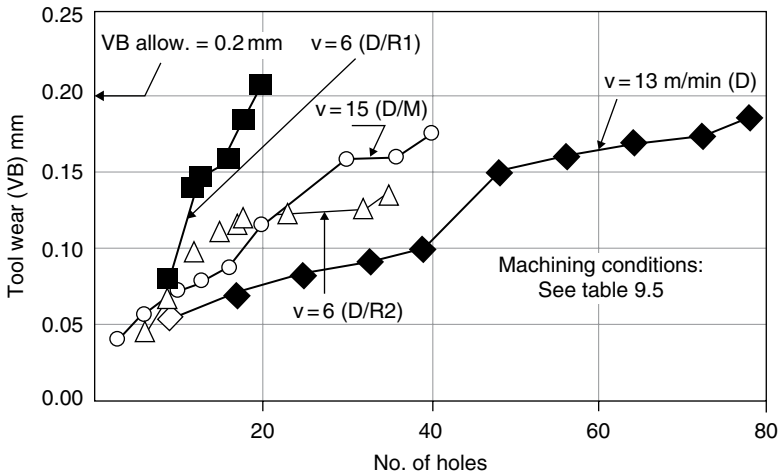 0.25
VB allow. = 0.2 mm
v = 6 (D/R1)
v = 13 m/min (D)
0.20
v = 15 (D/M)
Tool wear (VB) mm
0.15
0.10
Machining conditions:
See table 9.5
v = 6 (D/R2)
0.05
0.00
20
40
60
80
No. of holes